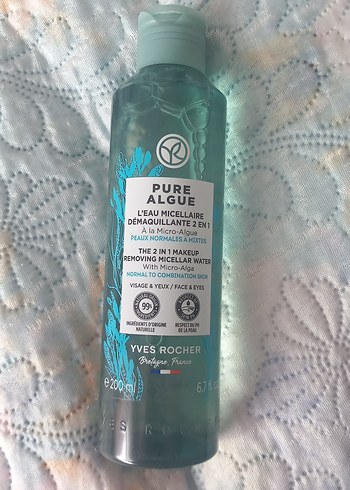 PURE
ALGUE
L'EAU MICELLAIRE
DÉMAQUILLANTE 2 EN 1
À la Micro-Algue
PEAUX NORMALES À MIXTES
THE 2 IN 1 MAKEUP
REMOVING MICELLAR WATER
With Micro-Alga
NORMAL TO COMBINATION SKIN
VISAGE & YEUX / FACE & EYES
99%
INGRÉDIENTS D'ORIGINE
NATURELLE
RESPECT DU PH
DE LA PEAU
YVES ROCHER
Bretagne, France
e 200 ml
6.7